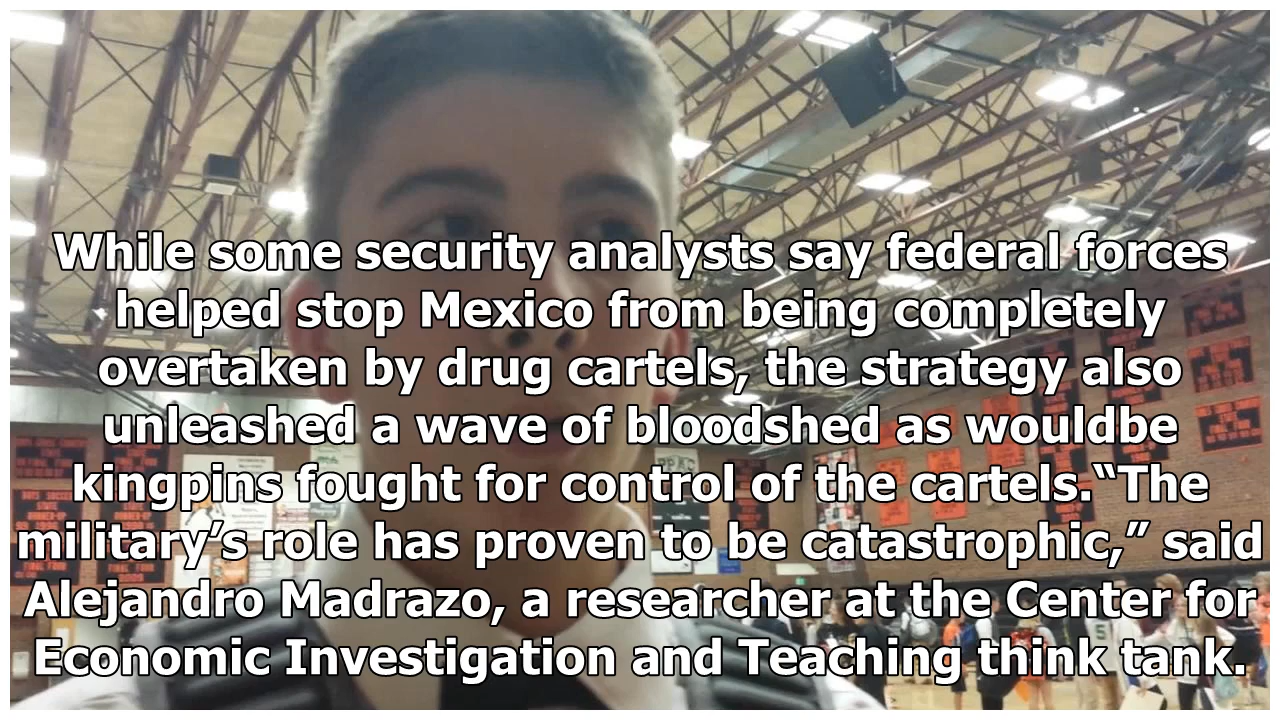 While some security analysts say federal forces
helped stop Mexico from being completely
overtaken by drug cartels, the strategy also
unleashed a wave of bloodshed as wouldbe
kingpins fought for control of the cartels.“The
military’s role has proven to be catastrophic,” said
Alejandro Madrazo, a researcher at the Center for
Economic Investigation and Teaching think tank.